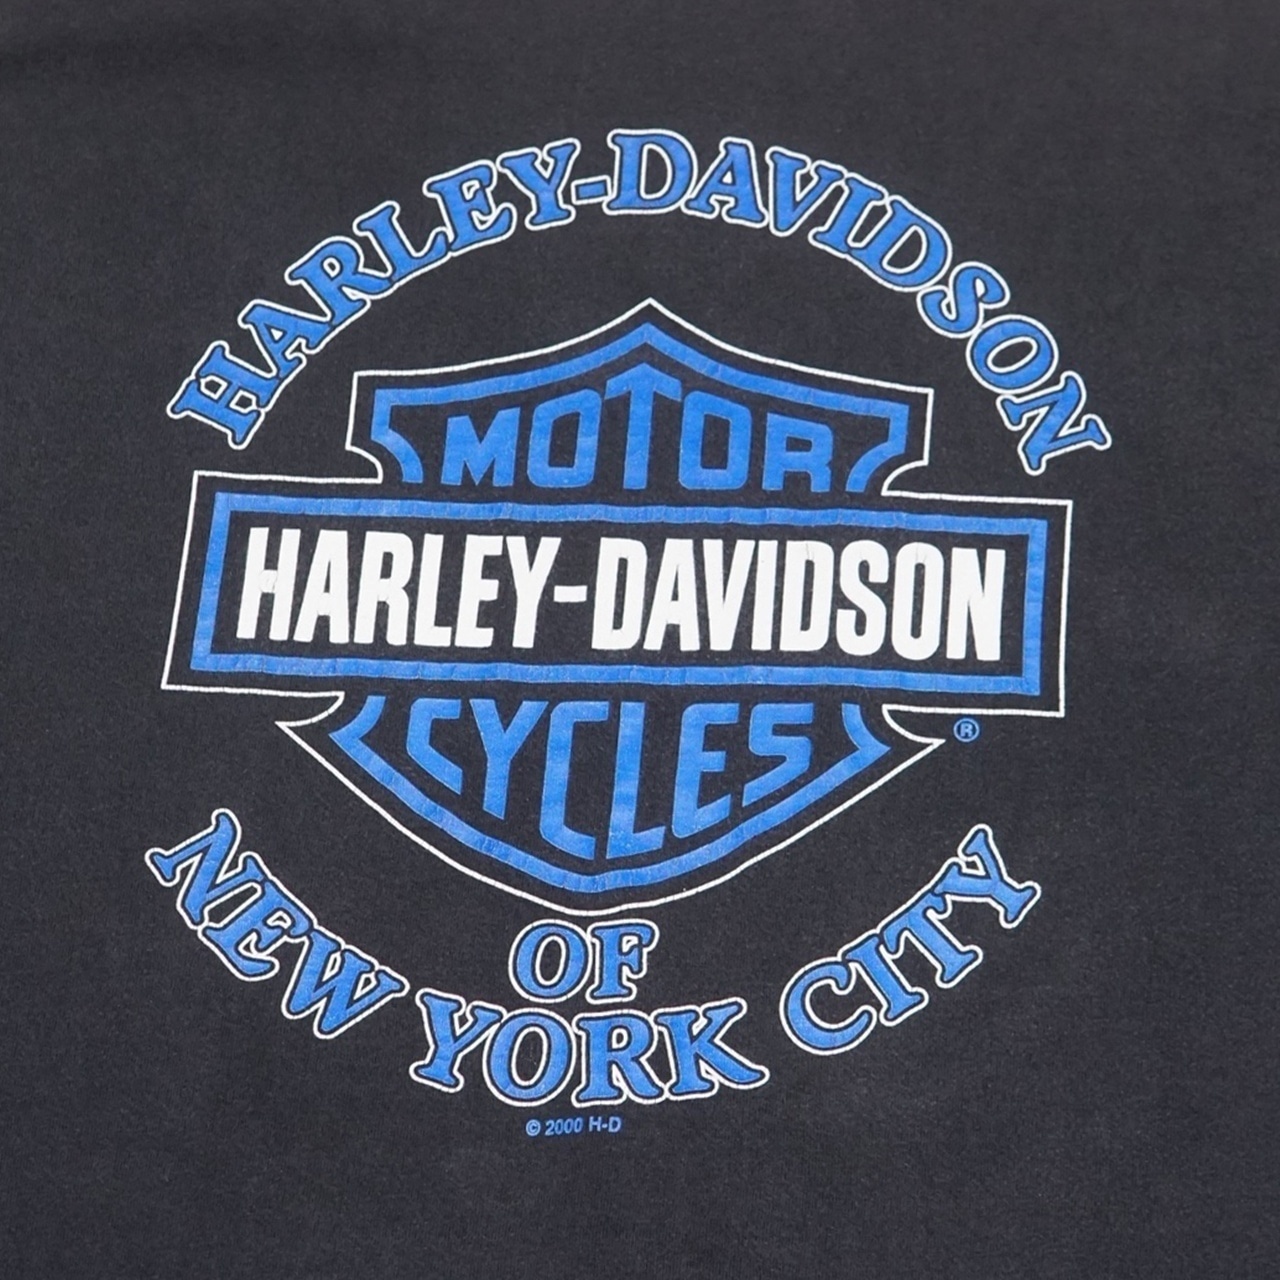 HARLEY-DAVIDSON
MOTOR
HARLEY-DAVIDSON
CYCLES
®
OF
NEW YORK CITY
© 2000 H-D